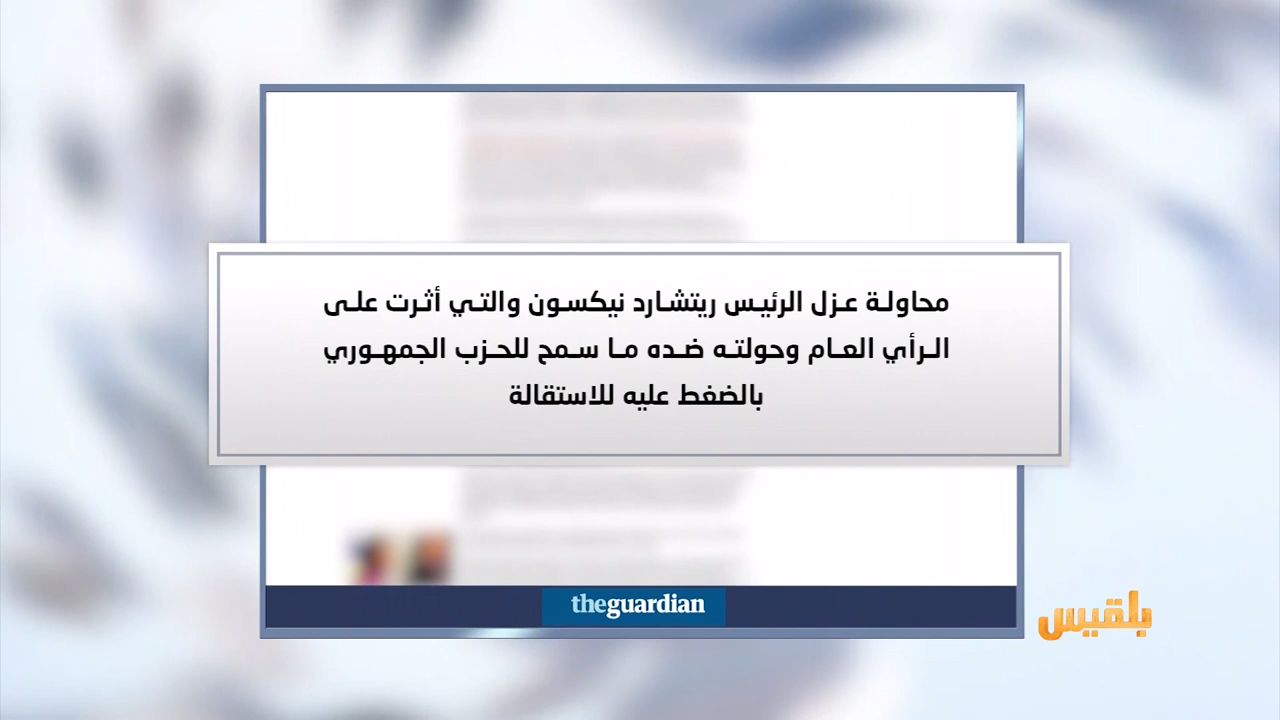 محاولة عزل الرئيس ريتشارد نيكسون والتي أثرت على
الرأي العام وحولته ضده ما سمح للحزب الجمهوري
بالضغط عليه للاستقالة
theguardian
بلقيس